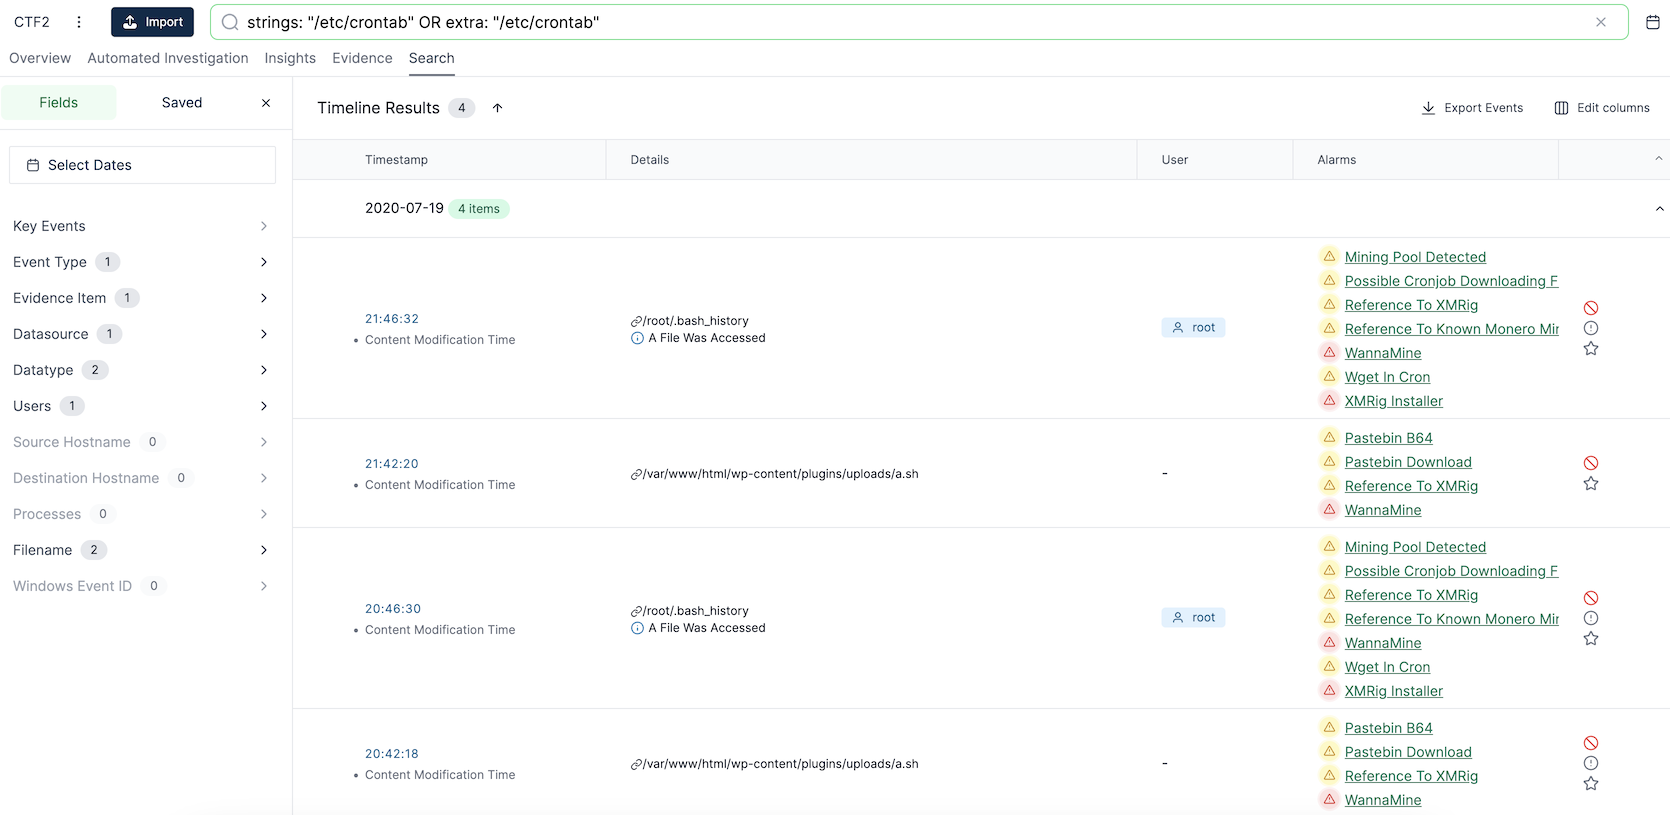 CTF2
Import
strings: "/etc/crontab" OR extra: "/etc/crontab"
Overview Automated Investigation Insights Evidence Search
Fields Saved
Select Dates
Key Events
Event Type 1
Evidence Item 1
Datasource 1
Datatype 2
Users 1
Source Hostname 0
Destination Hostname 0
Processes 0
Filename 2
Windows Event ID 0
Timeline Results 4
Export Events Edit columns
Timestamp Details User Alarms
2020-07-19 4 items
21:46:32
• Content Modification Time
/root/.bash_history
A File Was Accessed
root
Mining Pool Detected
Possible Cronjob Downloading F
Reference To XMRig
Reference To Known Monero Mir
WannaMine
Wget In Cron
XMRig Installer
21:42:20
• Content Modification Time
/var/www/html/wp-content/plugins/uploads/a.sh
-
Pastebin B64
Pastebin Download
Reference To XMRig
WannaMine
20:46:30
• Content Modification Time
/root/.bash_history
A File Was Accessed
root
Mining Pool Detected
Possible Cronjob Downloading F
Reference To XMRig
Reference To Known Monero Mir
WannaMine
Wget In Cron
XMRig Installer
20:42:18
• Content Modification Time
/var/www/html/wp-content/plugins/uploads/a.sh
-
Pastebin B64
Pastebin Download
Reference To XMRig
WannaMine